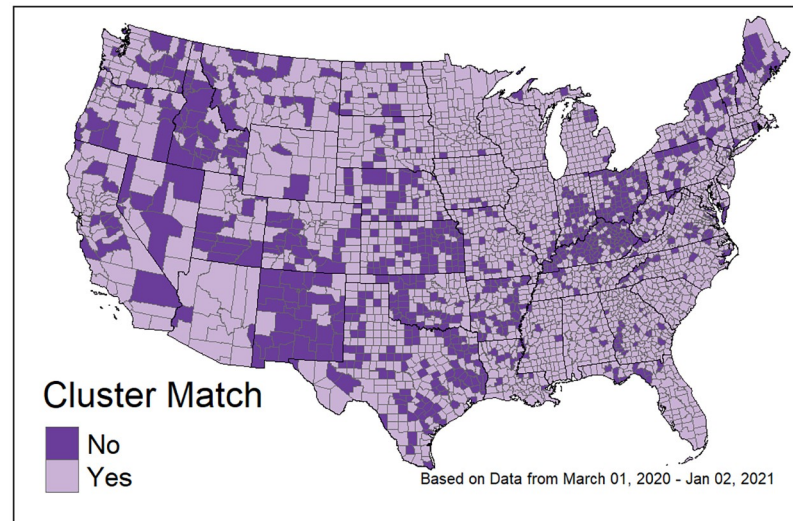 Cluster Match
No
Yes
Based on Data from March 01, 2020 - Jan 02, 2021